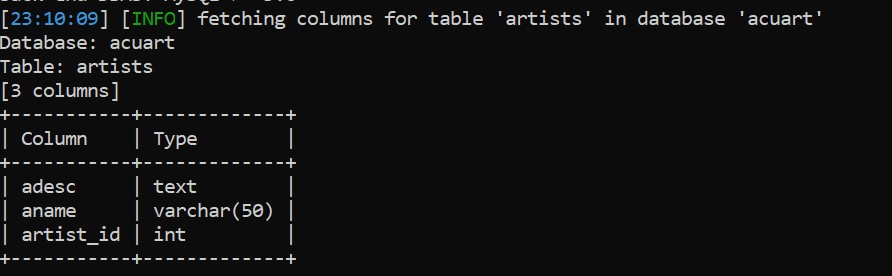 [23:10:09] [INFO] fetching columns for table 'artists' in database 'acuart'
Database: acuart
Table: artists
[3 columns]
+-----------+-------------+
| Column    | Type        |
+-----------+-------------+
| adesc     | text        |
| aname     | varchar(50) |
| artist_id | int         |
+-----------+-------------+